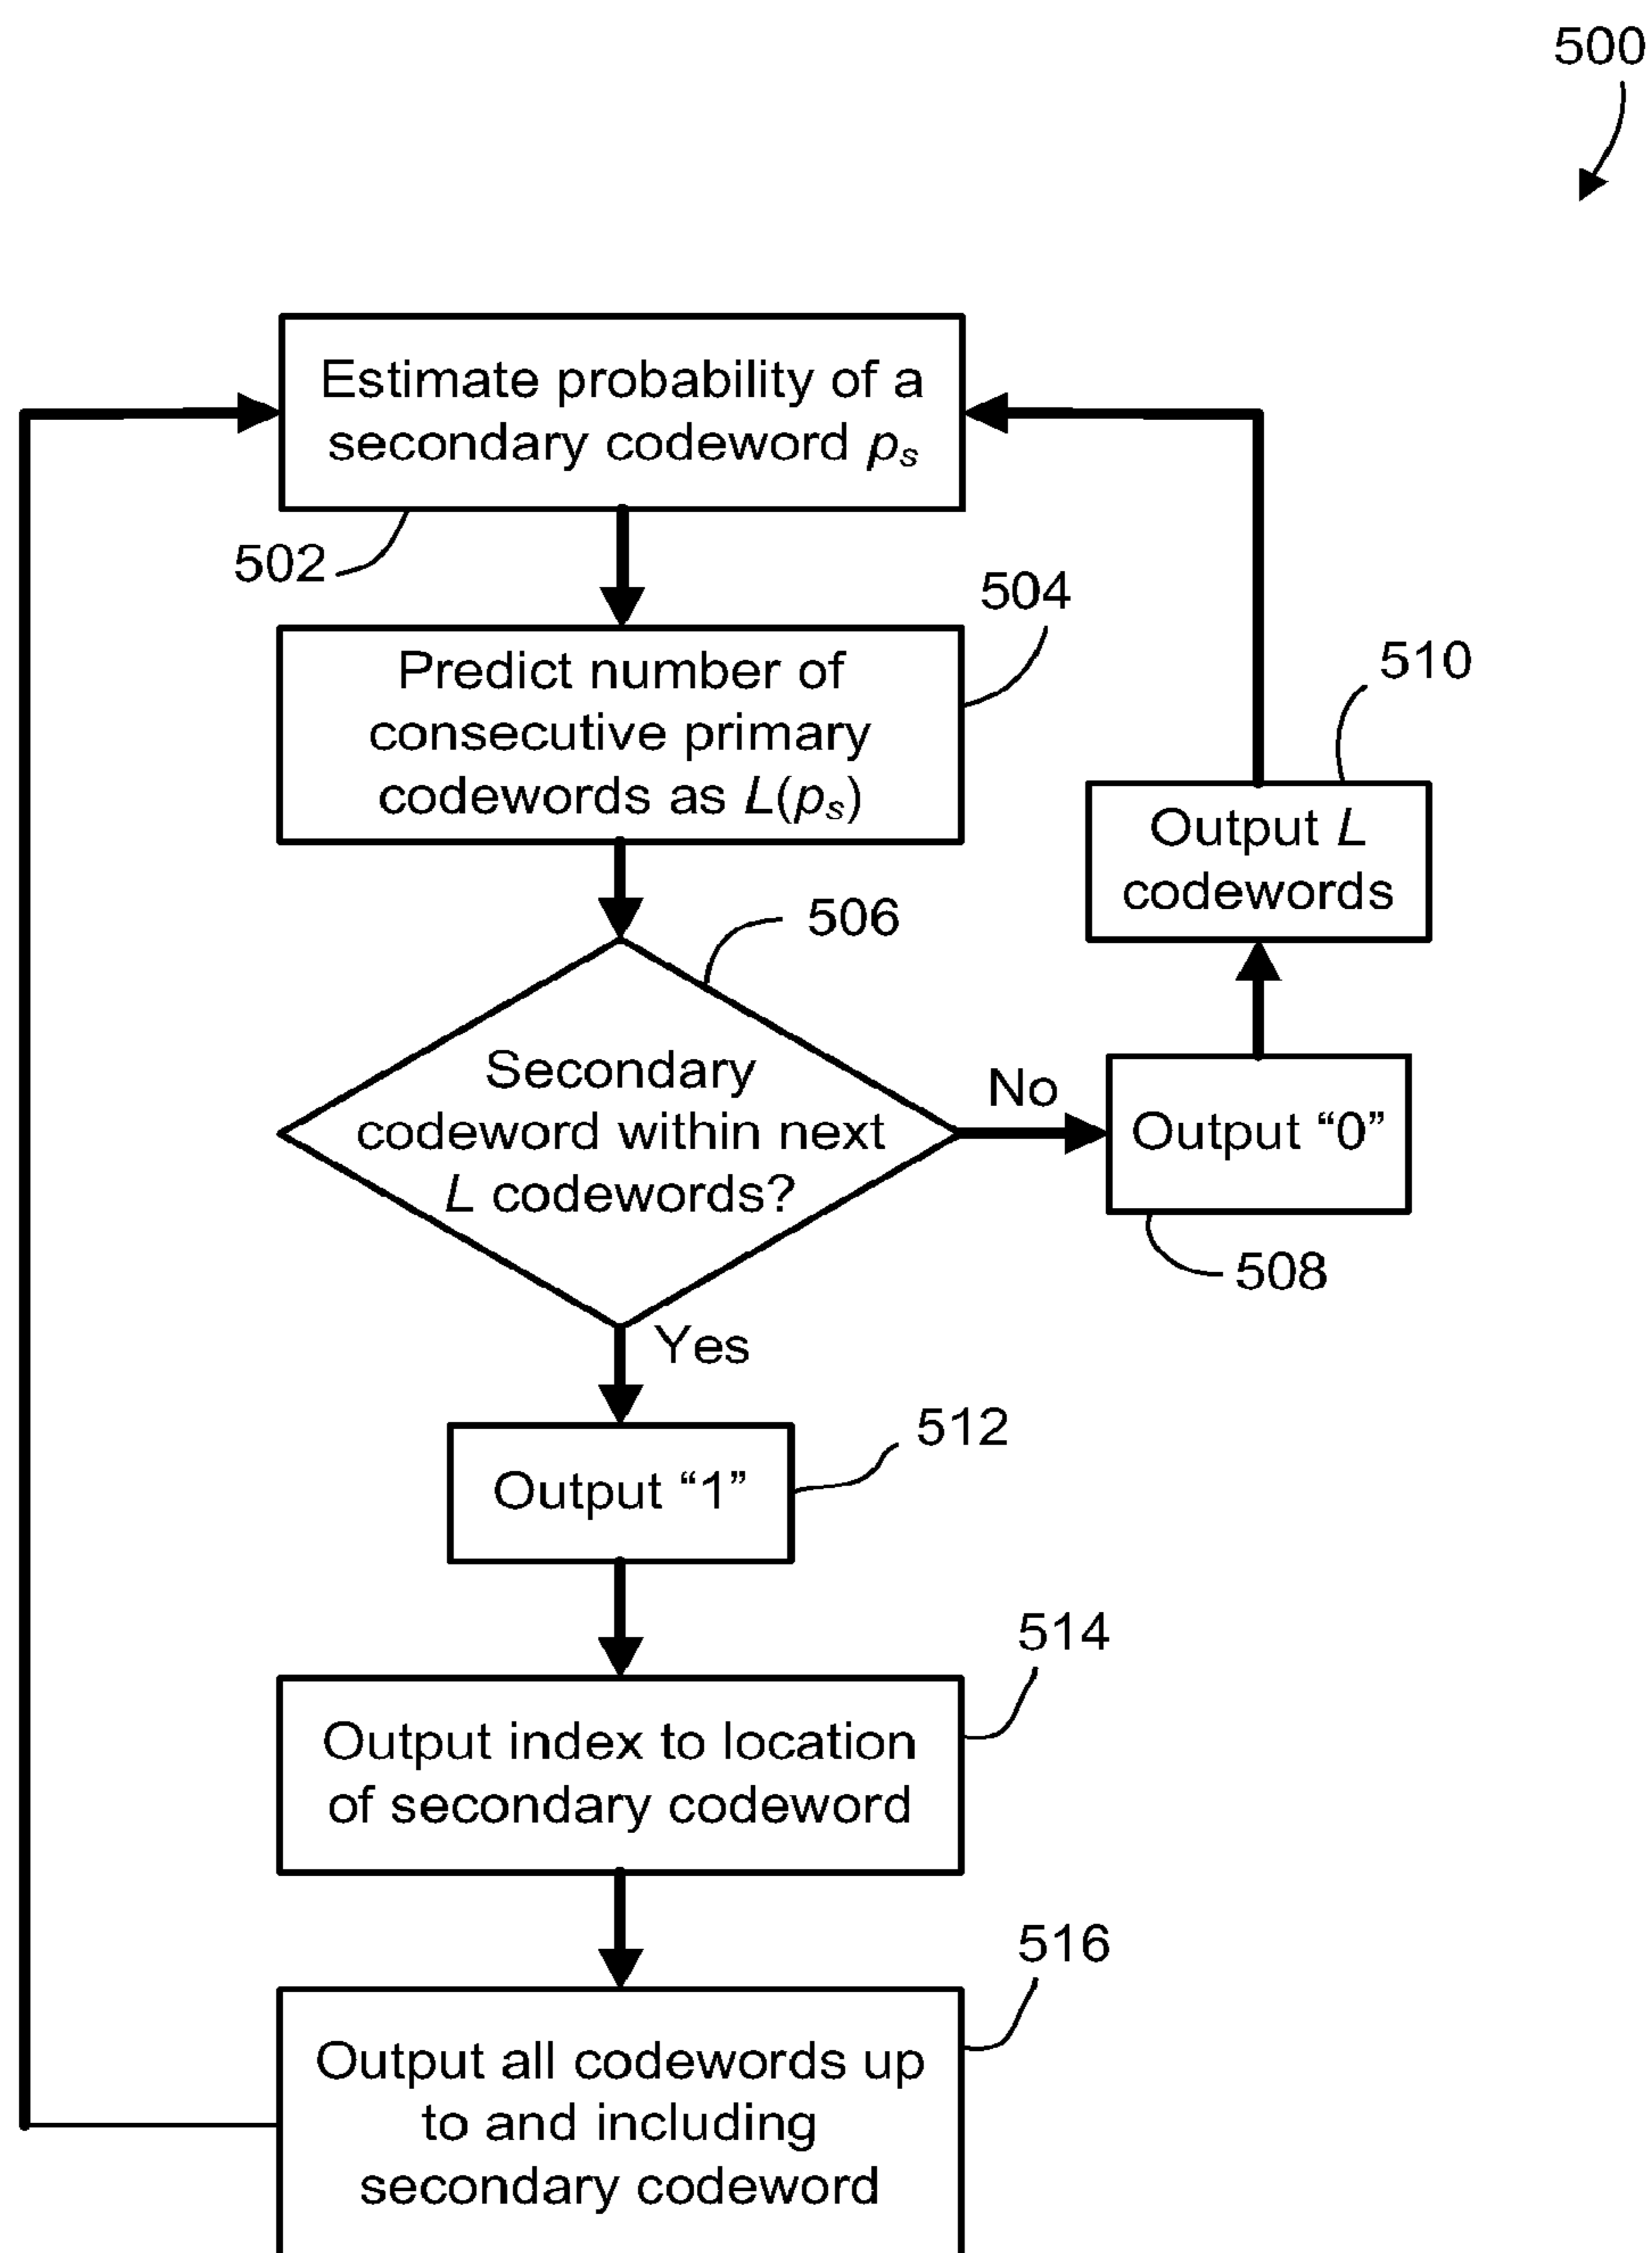 500
Estimate probability of a
secondary codeword pₛ
502
504
Predict number of
consecutive primary
codewords as L(pₛ)
510
Output L
codewords
506
Secondary
codeword within next
L codewords?
No
Output “0”
508
Yes
512
Output “1”
514
Output index to location
of secondary codeword
516
Output all codewords up
to and including
secondary codeword